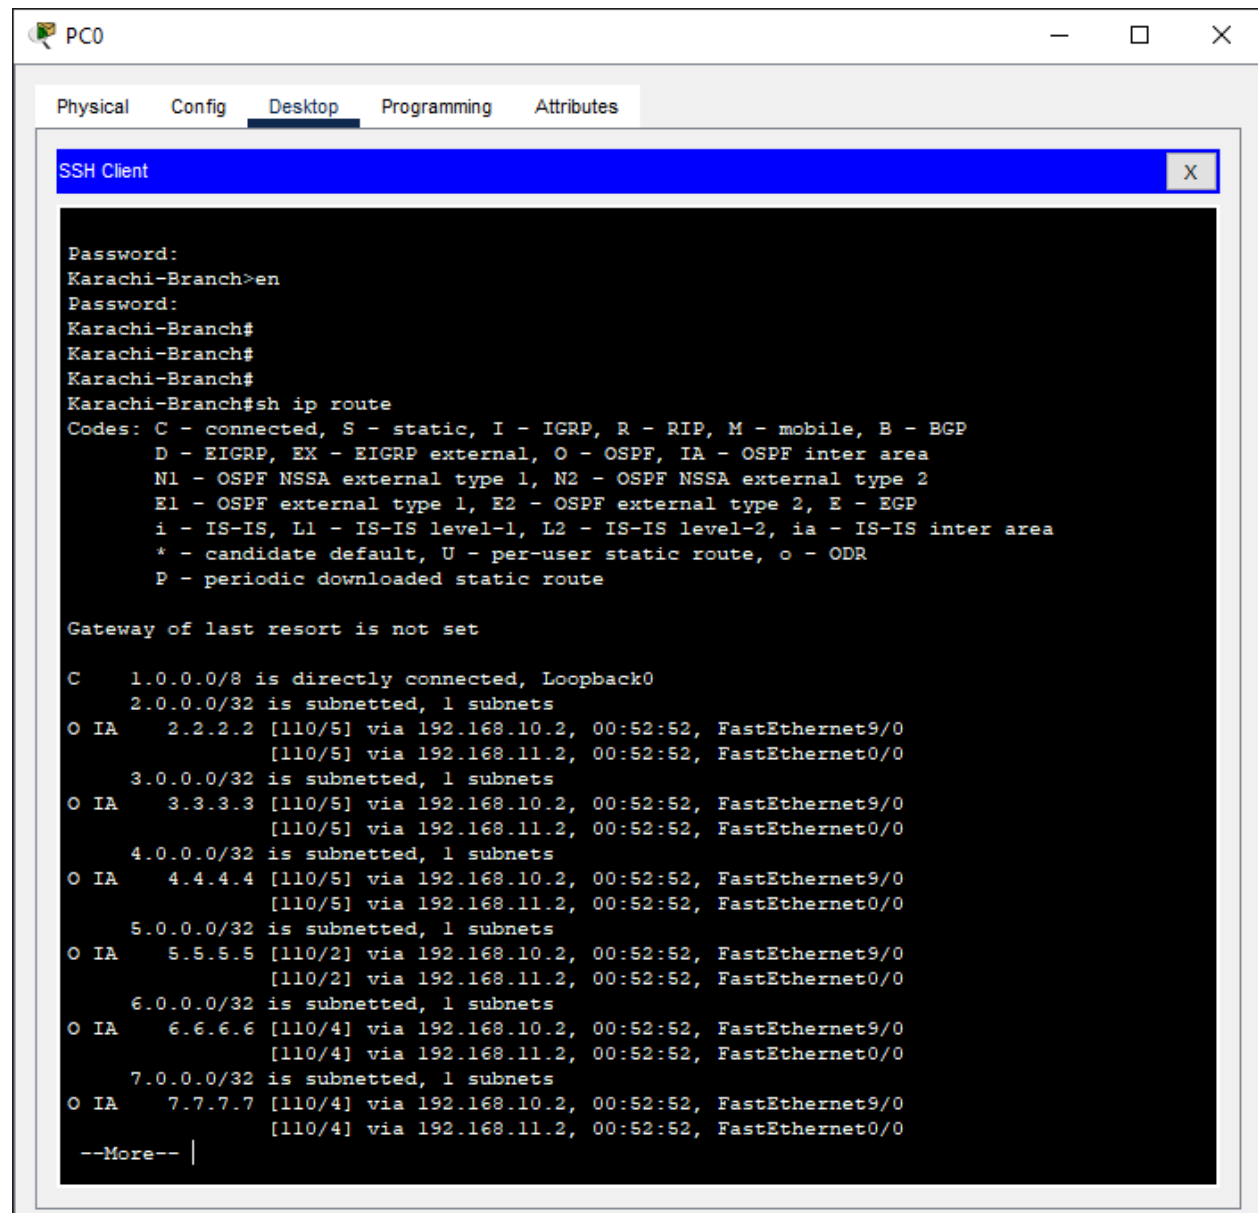 PC0
Physical Config Desktop Programming Attributes
SSH Client X
Password:
Karachi-Branch>en
Password:
Karachi-Branch#
Karachi-Branch#
Karachi-Branch#
Karachi-Branch#sh ip route
Codes: C - connected, S - static, I - IGRP, R - RIP, M - mobile, B - BGP
       D - EIGRP, EX - EIGRP external, O - OSPF, IA - OSPF inter area
       N1 - OSPF NSSA external type 1, N2 - OSPF NSSA external type 2
       E1 - OSPF external type 1, E2 - OSPF external type 2, E - EGP
       i - IS-IS, L1 - IS-IS level-1, L2 - IS-IS level-2, ia - IS-IS inter area
       * - candidate default, U - per-user static route, o - ODR
       P - periodic downloaded static route
Gateway of last resort is not set
C    1.0.0.0/8 is directly connected, Loopback0
     2.0.0.0/32 is subnetted, 1 subnets
O IA    2.2.2.2 [110/5] via 192.168.10.2, 00:52:52, FastEthernet9/0
                [110/5] via 192.168.11.2, 00:52:52, FastEthernet0/0
     3.0.0.0/32 is subnetted, 1 subnets
O IA    3.3.3.3 [110/5] via 192.168.10.2, 00:52:52, FastEthernet9/0
                [110/5] via 192.168.11.2, 00:52:52, FastEthernet0/0
     4.0.0.0/32 is subnetted, 1 subnets
O IA    4.4.4.4 [110/5] via 192.168.10.2, 00:52:52, FastEthernet9/0
                [110/5] via 192.168.11.2, 00:52:52, FastEthernet0/0
     5.0.0.0/32 is subnetted, 1 subnets
O IA    5.5.5.5 [110/2] via 192.168.10.2, 00:52:52, FastEthernet9/0
                [110/2] via 192.168.11.2, 00:52:52, FastEthernet0/0
     6.0.0.0/32 is subnetted, 1 subnets
O IA    6.6.6.6 [110/4] via 192.168.10.2, 00:52:52, FastEthernet9/0
                [110/4] via 192.168.11.2, 00:52:52, FastEthernet0/0
     7.0.0.0/32 is subnetted, 1 subnets
O IA    7.7.7.7 [110/4] via 192.168.10.2, 00:52:52, FastEthernet9/0
                [110/4] via 192.168.11.2, 00:52:52, FastEthernet0/0
 --More--